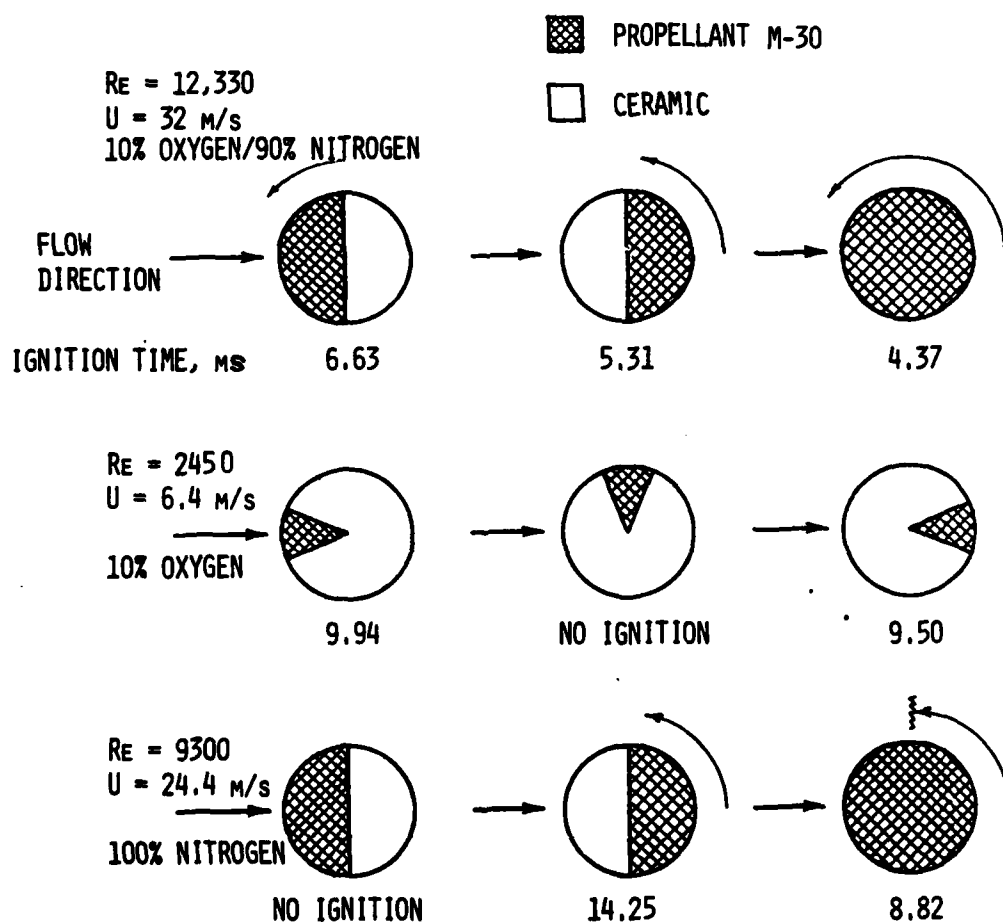 PROPELLANT M-30
CERAMIC
RE = 12,330
U = 32 M/S
10% OXYGEN/90% NITROGEN
FLOW
DIRECTION
IGNITION TIME, MS 6.63 5.31 4.37
RE = 2450
U = 6.4 M/S
10% OXYGEN
9.94 NO IGNITION 9.50
RE = 9300
U = 24.4 M/S
100% NITROGEN
NO IGNITION 14.25 8.82